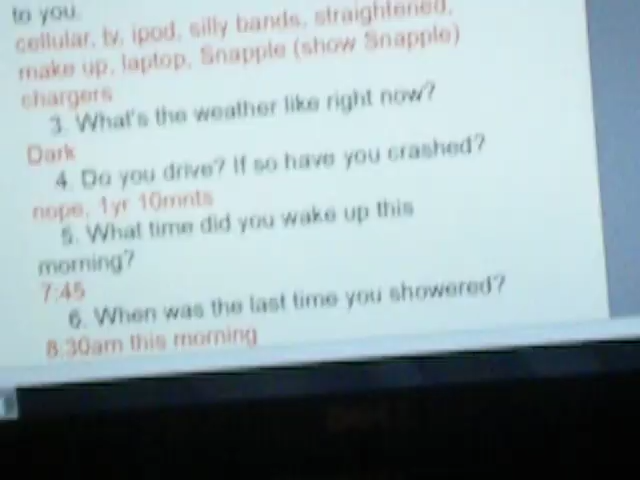 to you.
cellular, tv, ipod, silly bands, straightened,
make up, laptop, Snapple (show Snapple)
chargers
3. What's the weather like right now?
Dark
4. Do you drive? If so have you crashed?
nope, 1yr 10mnts
5. What time did you wake up this
morning?
7:45
6. When was the last time you showered?
8:30am this morning